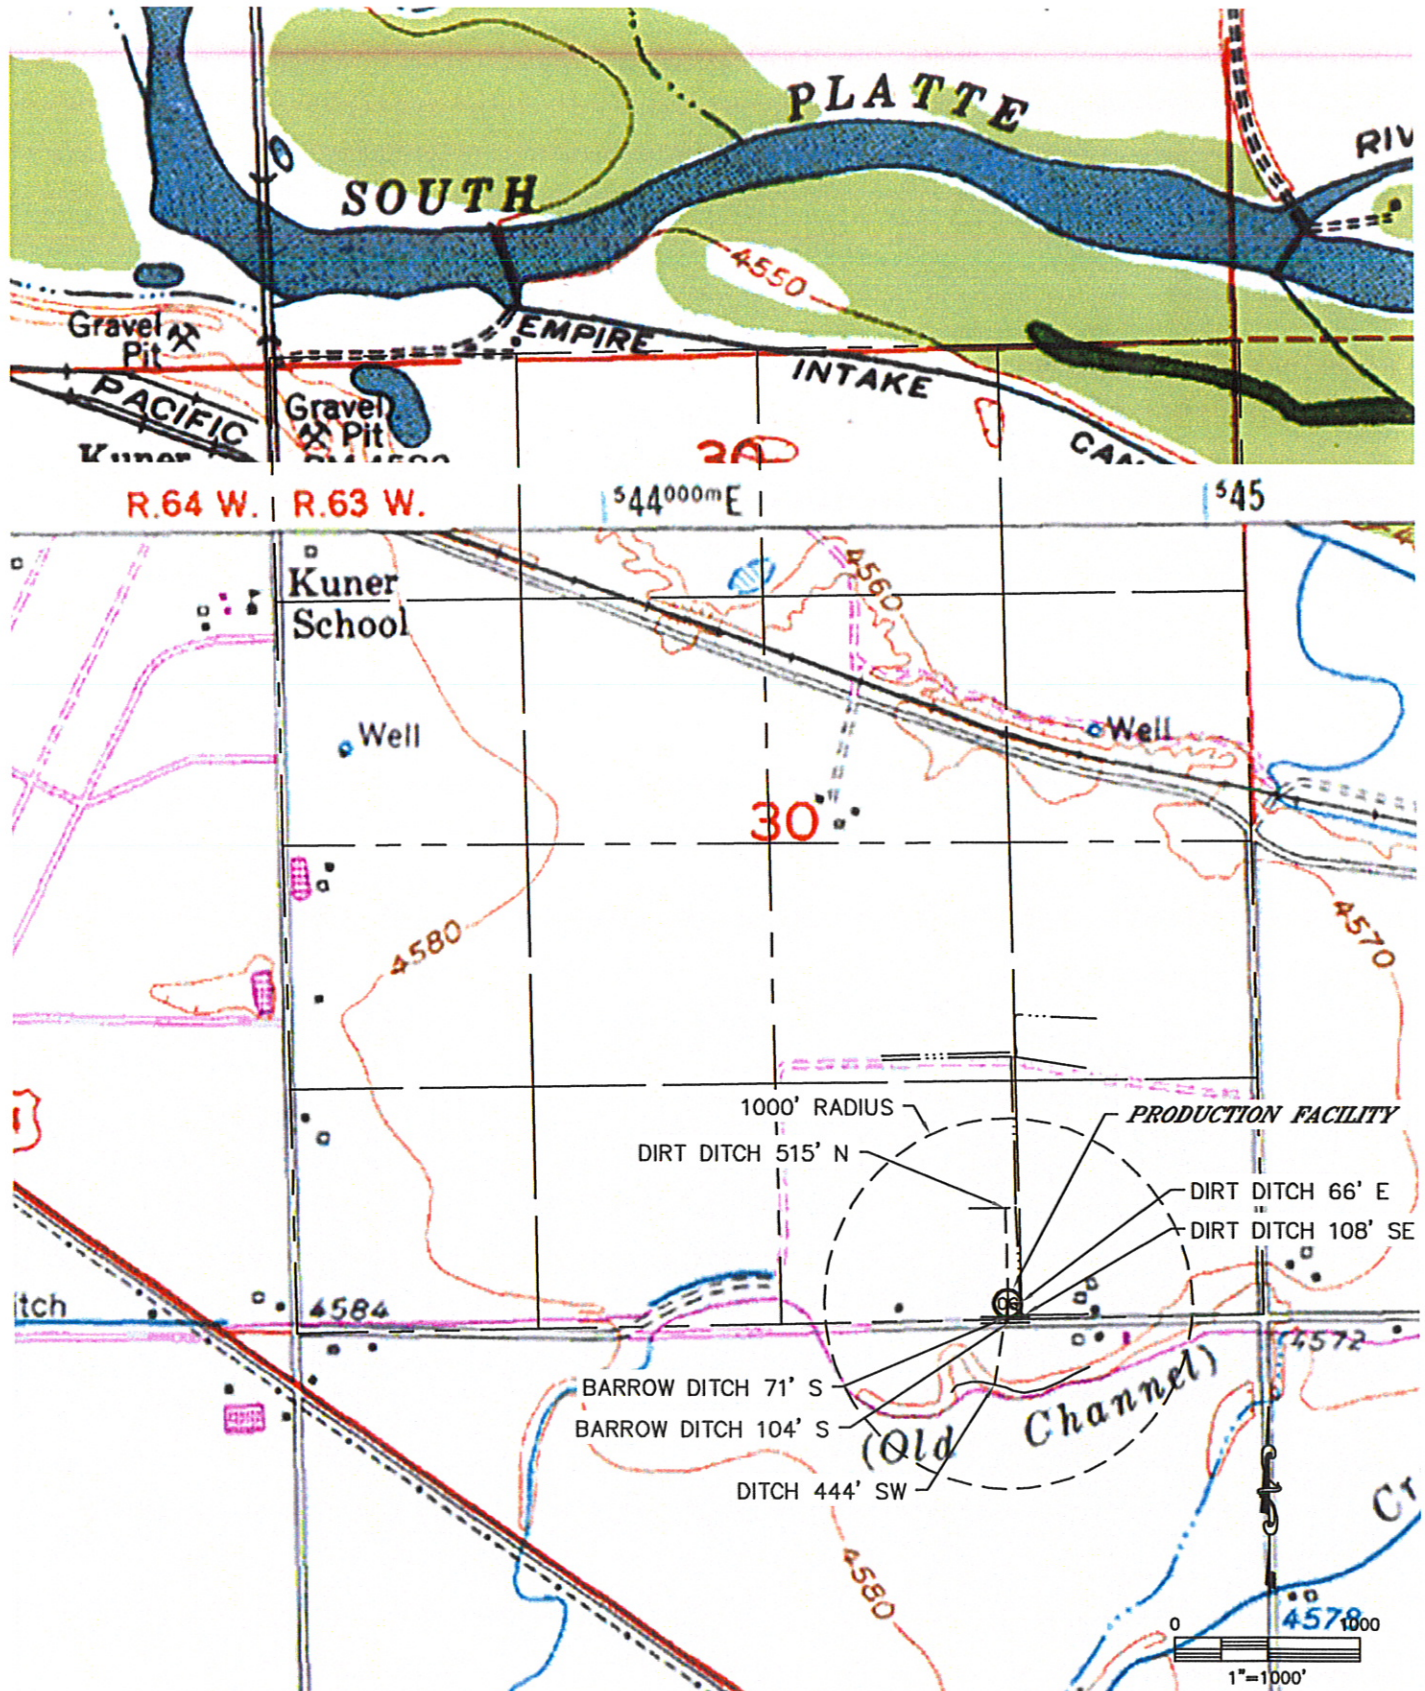 PLATTE
RIV
SOUTH
4550
Gravel
Pit
EMPIRE
INTAKE
PACIFIC
Gravel
Pit
Kuner
30
R.64 W. R.63 W.
544000mE
545
Kuner
School
4560
Well
Well
30
4570
4580
1000' RADIUS
PRODUCTION FACILITY
DIRT DITCH 515' N
DIRT DITCH 66' E
DIRT DITCH 108' SE
itch
4584
4572
BARROW DITCH 71' S
BARROW DITCH 104' S
(Old Channel)
DITCH 444' SW
Cr
4580
4578
0 1000
1"=1000'